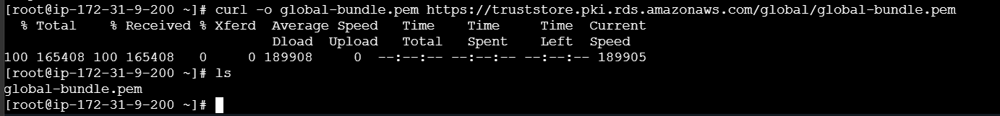 [root@ip-172-31-9-200 ~]# curl -o global-bundle.pem https://truststore.pki.rds.amazonaws.com/global/global-bundle.pem
  % Total    % Received % Xferd  Average Speed   Time    Time     Time  Current
                                 Dload  Upload   Total   Spent    Left  Speed
100 165408 100 165408   0      0 189908      0  --:--:-- --:--:-- --:--:-- 189905
[root@ip-172-31-9-200 ~]# ls
global-bundle.pem
[root@ip-172-31-9-200 ~]#